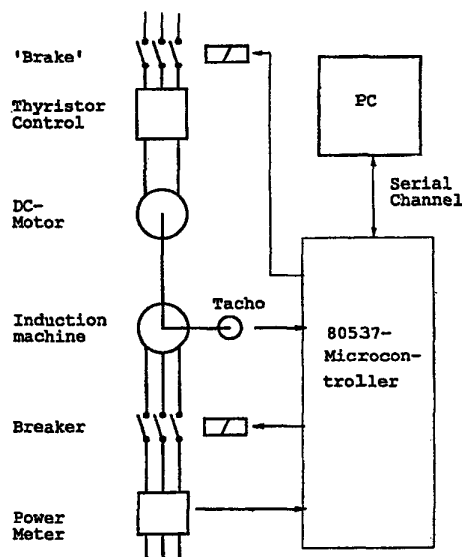 'Brake'
Thyristor
Control
PC
Serial
Channel
DC-
Motor
Tacho
Induction
machine
80537-
Microcon-
troller
Breaker
Power
Meter